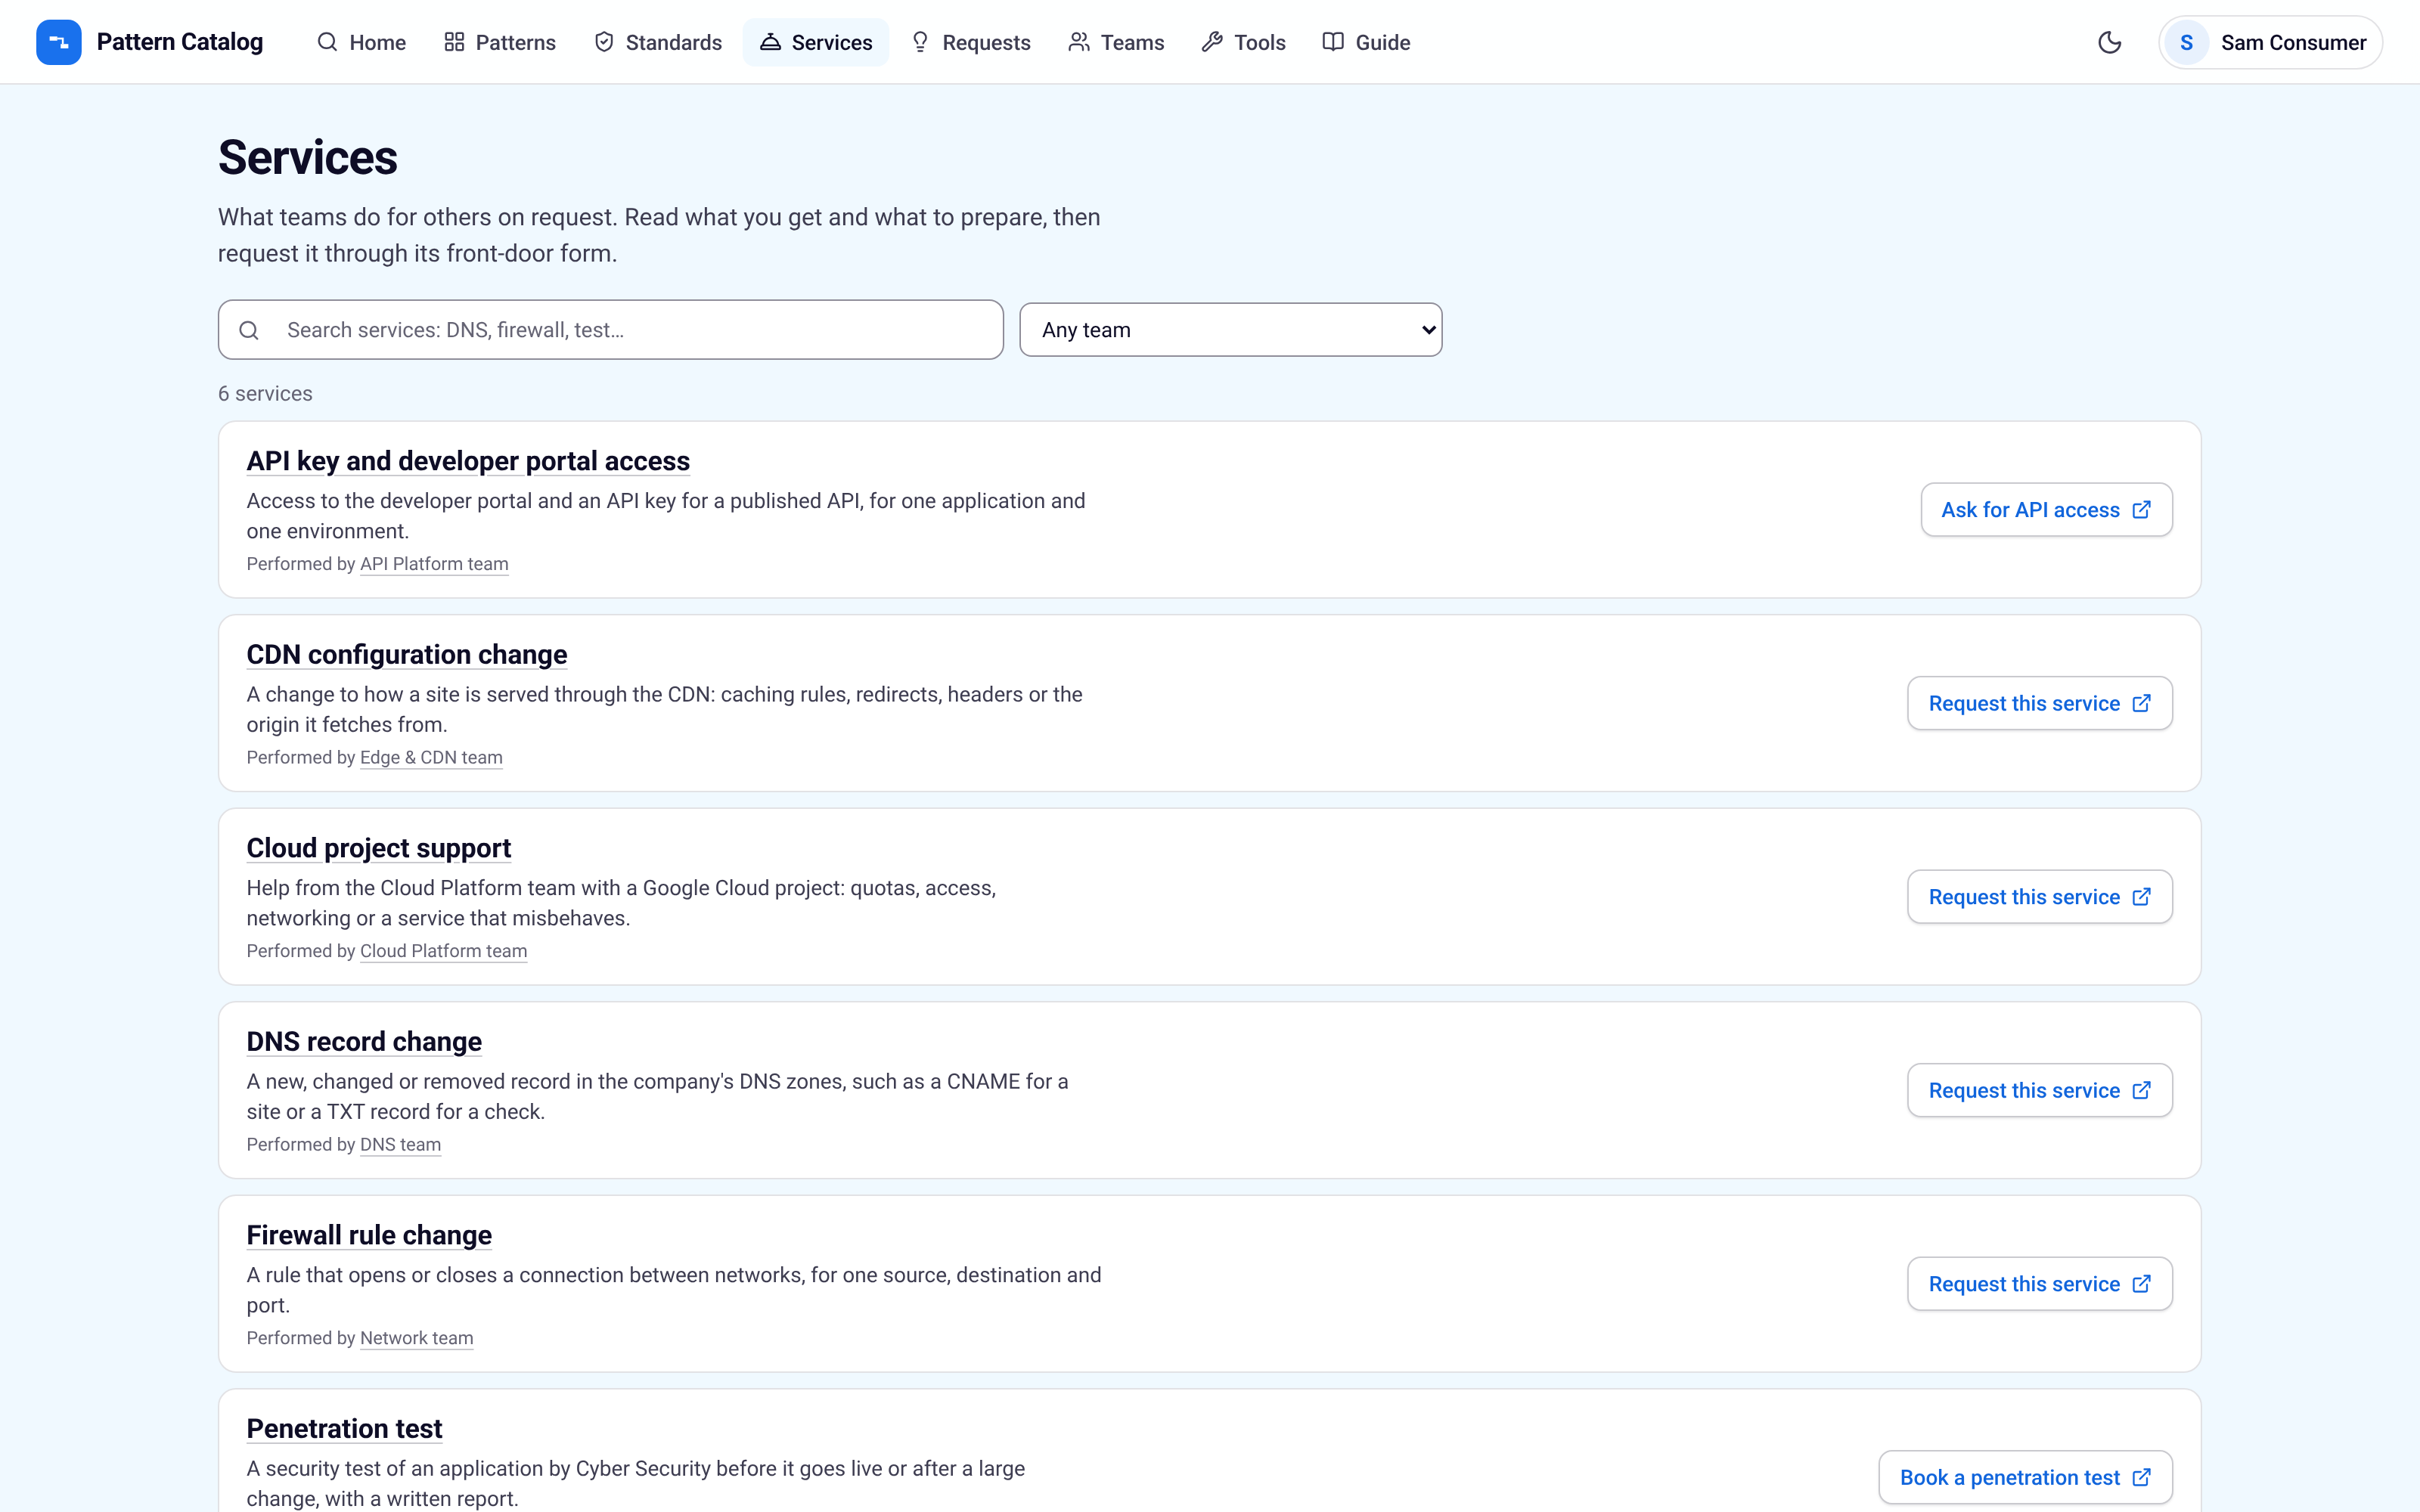 Pattern Catalog
Home
Patterns
Standards
Services
Requests
Teams
Tools
Guide
S
Sam Consumer
Services
What teams do for others on request. Read what you get and what to prepare, then
request it through its front-door form.
Search services: DNS, firewall, test...
Any team
6 services
API key and developer portal access
Access to the developer portal and an API key for a published API, for one application and
one environment.
Performed by API Platform team
Ask for API access
CDN configuration change
A change to how a site is served through the CDN: caching rules, redirects, headers or the
origin it fetches from.
Performed by Edge & CDN team
Request this service
Cloud project support
Help from the Cloud Platform team with a Google Cloud project: quotas, access,
networking or a service that misbehaves.
Performed by Cloud Platform team
Request this service
DNS record change
A new, changed or removed record in the company's DNS zones, such as a CNAME for a
site or a TXT record for a check.
Performed by DNS team
Request this service
Firewall rule change
A rule that opens or closes a connection between networks, for one source, destination and
port.
Performed by Network team
Request this service
Penetration test
A security test of an application by Cyber Security before it goes live or after a large
change, with a written report.
Book a penetration test